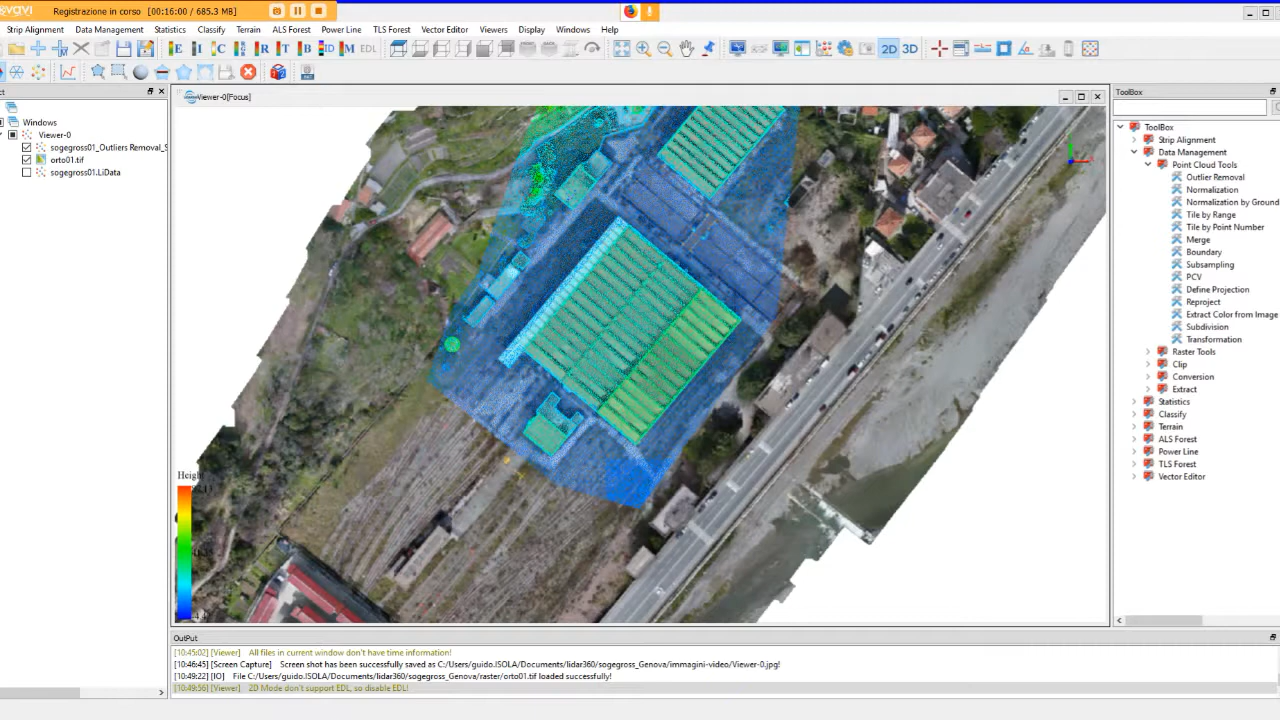 Registrazione in corso [00:16:00 / 685.3 MB]
Strip Alignment Data Management Statistics Classify Terrain ALS Forest Power Line TLS Forest Vector Editor Viewers Display Windows Help
E I C R T B ID M EDL 2D 3D
Viewer-0[Focus]
ToolBox
Windows
Viewer-0
sogegross01_Outliers Removal_S
orto01.tif
sogegross01.LiData
ToolBox
Strip Alignment
Data Management
Point Cloud Tools
Outlier Removal
Normalization
Normalization by Ground
Tile by Range
Tile by Point Number
Merge
Boundary
Subsampling
PCV
Define Projection
Reproject
Extract Color from Image
Subdivision
Transformation
Raster Tools
Clip
Conversion
Extract
Statistics
Classify
Terrain
ALS Forest
Power Line
TLS Forest
Vector Editor
Height
OutPut
[10:45:02] [Viewer] All files in current window don't have time information!
[10:46:45] [Screen Capture] Screen shot has been successfully saved as C:/Users/guido.ISOLA/Documents/lidar360/sogegross_Genova/immagini-video/Viewer-0.jpg!
[10:49:22] [IO] File C:/Users/guido.ISOLA/Documents/lidar360/sogegross_Genova/raster/orto01.tif loaded successfully!
[10:49:56] [Viewer] 2D Mode don't support EDL, so disable EDL!